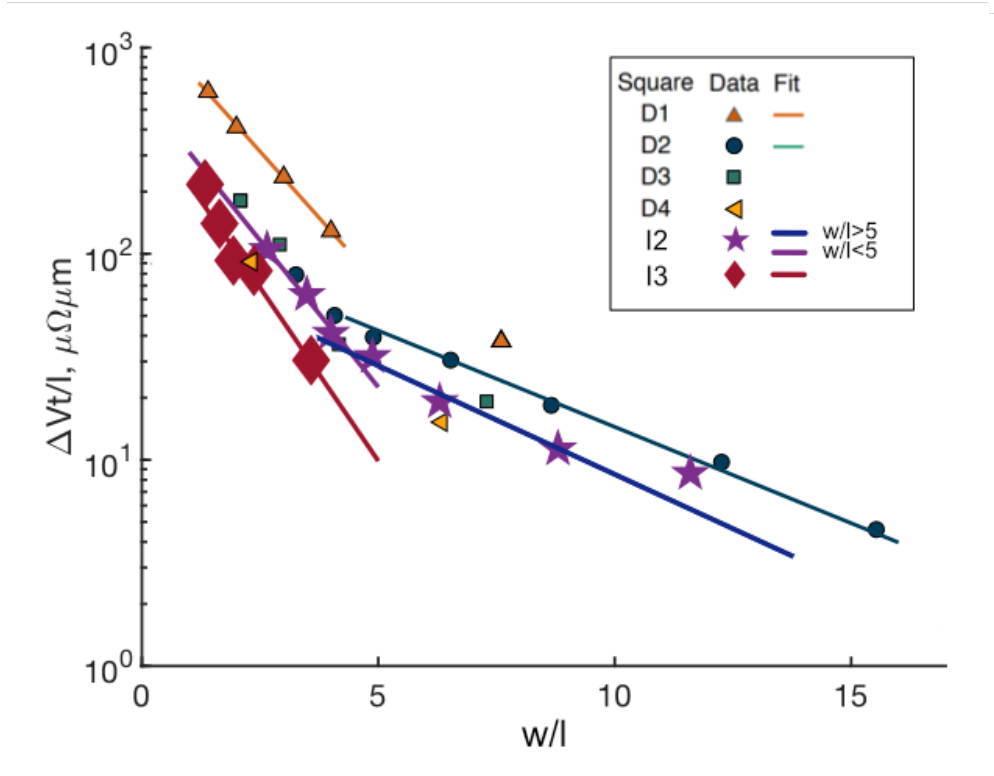 10³
10²
10¹
10⁰
ΔVt/I, μΩμm
0 5 10 15
w/l
Square Data Fit
D1
D2
D3
D4
I2 w/l>5
w/l<5
I3